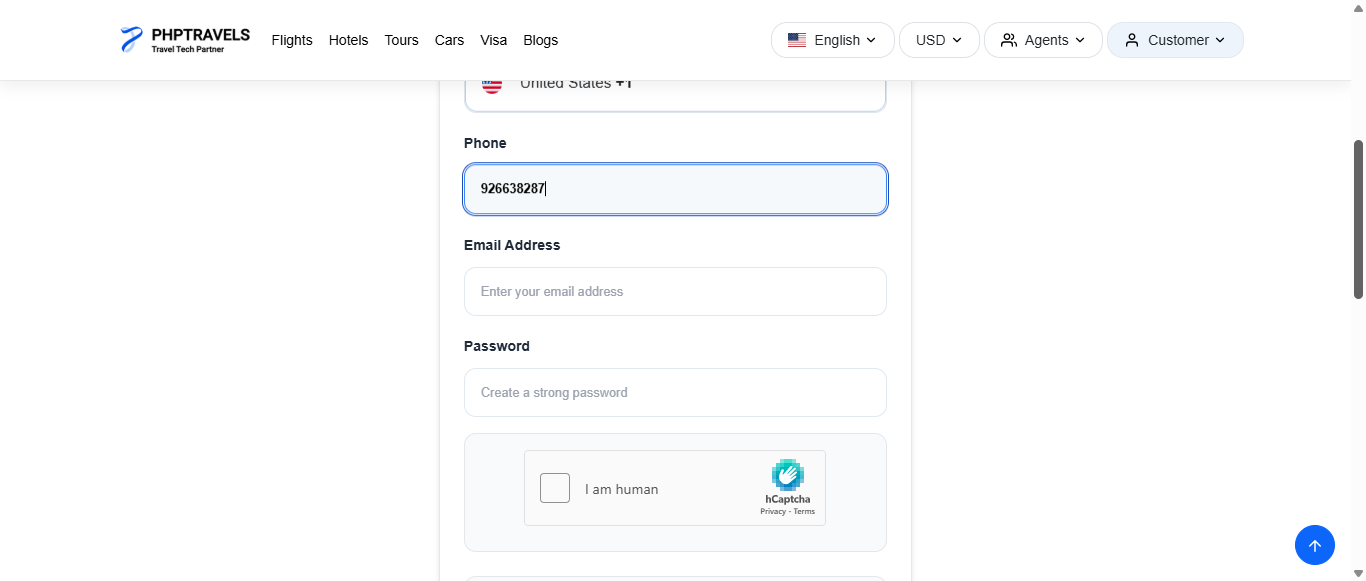 PHPTRAVELS
Travel Tech Partner
Flights Hotels Tours Cars Visa Blogs
English USD Agents Customer
United States +1
Phone
926638287
Email Address
Enter your email address
Password
Create a strong password
I am human
hCaptcha
Privacy - Terms